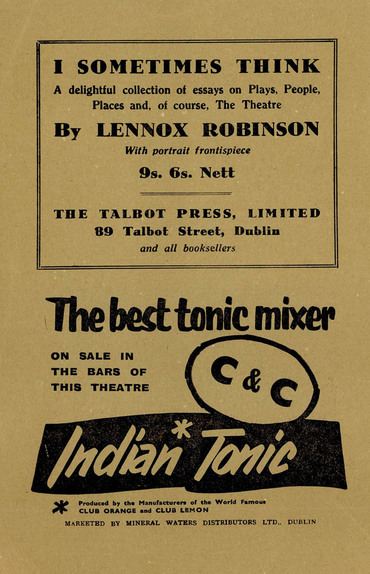 I SOMETIMES THINK
A delightful collection of essays on Plays, People,
Places and, of course, The Theatre
By LENNOX ROBINSON
With portrait frontispiece
9s. 6s. Nett
THE TALBOT PRESS, LIMITED
89 Talbot Street, Dublin
and all booksellers
The best tonic mixer
ON SALE IN
THE BARS OF
THIS THEATRE
C & C
Indian* Tonic
* Produced by the Manufacturers of the World Famous
CLUB ORANGE and CLUB LEMON
MARKETED BY MINERAL WATERS DISTRIBUTORS LTD., DUBLIN